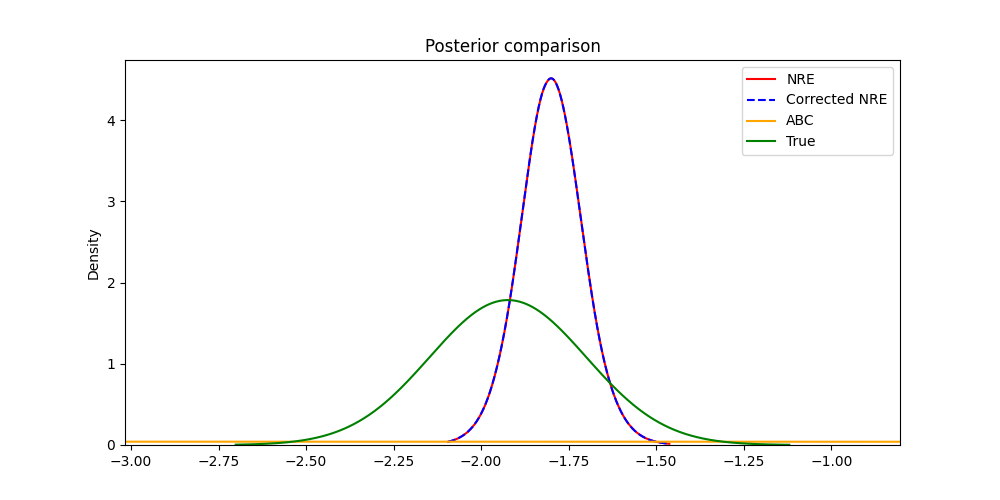 Posterior comparison
NRE
Corrected NRE
ABC
True
Density
4
3
2
1
0
−3.00 −2.75 −2.50 −2.25 −2.00 −1.75 −1.50 −1.25 −1.00